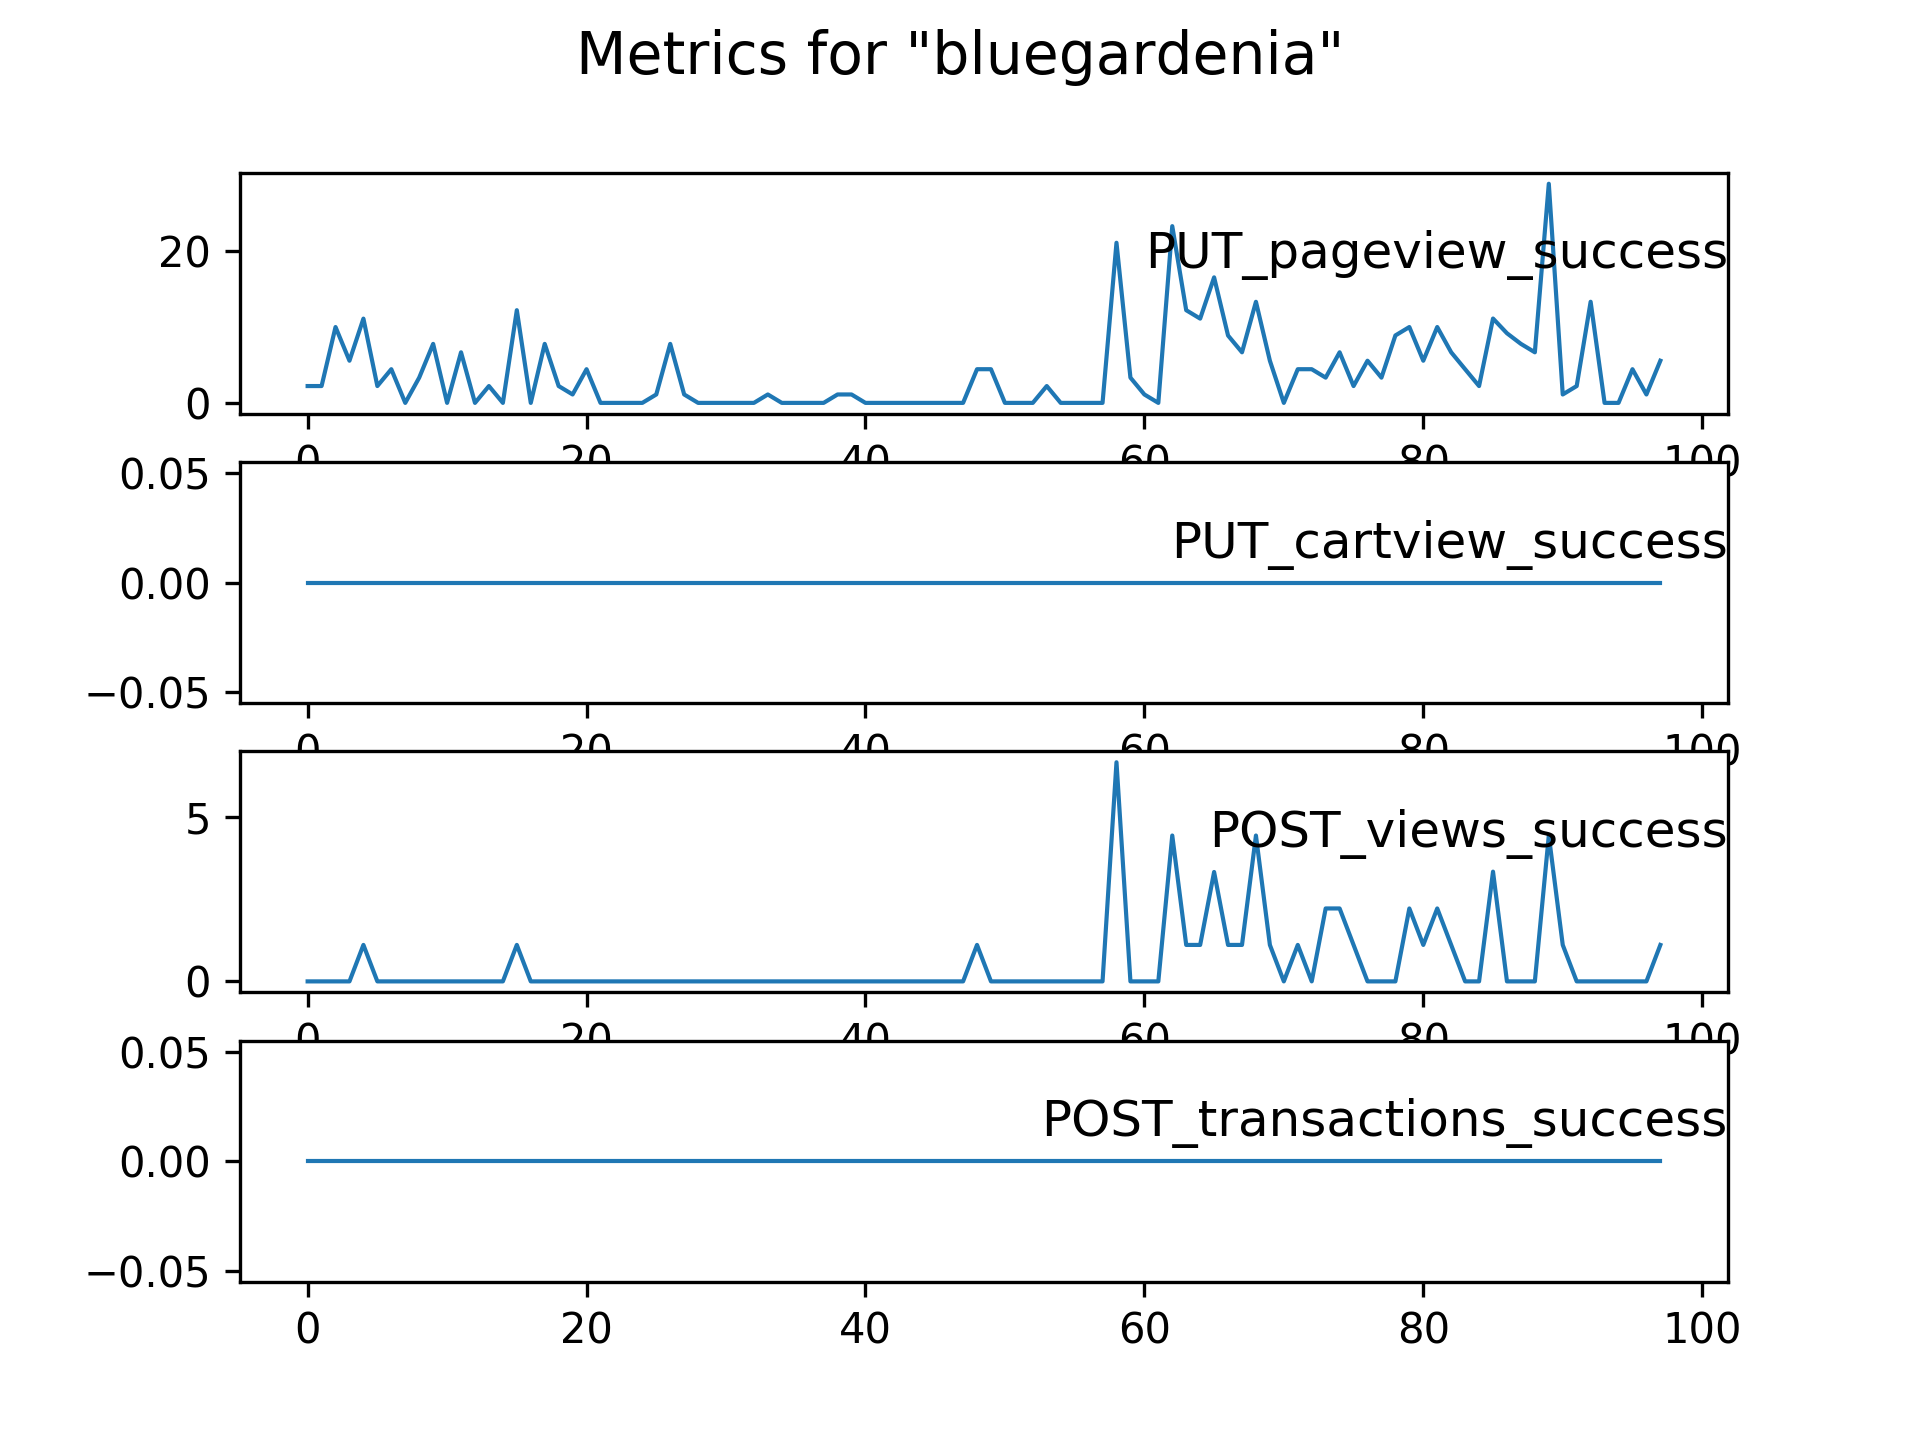 Metrics for "bluegardenia"
20
PUT_pageview_success
0
0 20 40 60 80 100
0.05
PUT_cartview_success
0.00
−0.05
0 20 40 60 80 100
POST_views_success
5
0
0 20 40 60 80 100
0.05
POST_transactions_success
0.00
−0.05
0 20 40 60 80 100